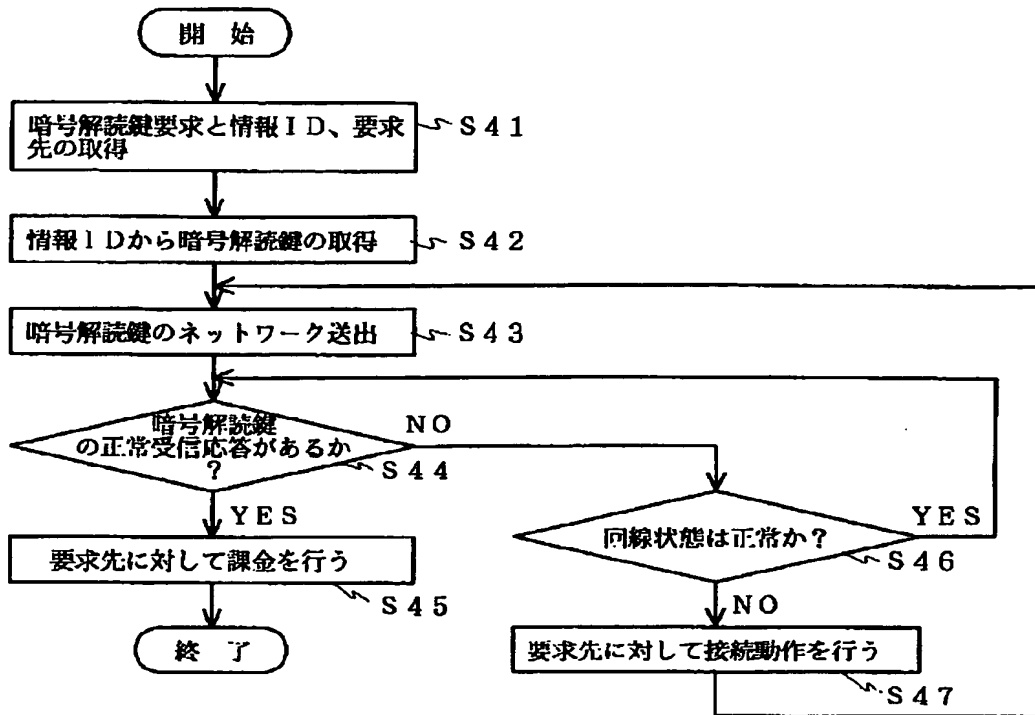 開 始
暗号解読鍵要求と情報ID、要求
先の取得
S41
情報IDから暗号解読鍵の取得
S42
暗号解読鍵のネットワーク送出
S43
暗号解読鍵
の正常受信応答があるか
?
NO
S44
YES
要求先に対して課金を行う
S45
終 了
回線状態は正常か?
YES
S46
NO
要求先に対して接続動作を行う
S47